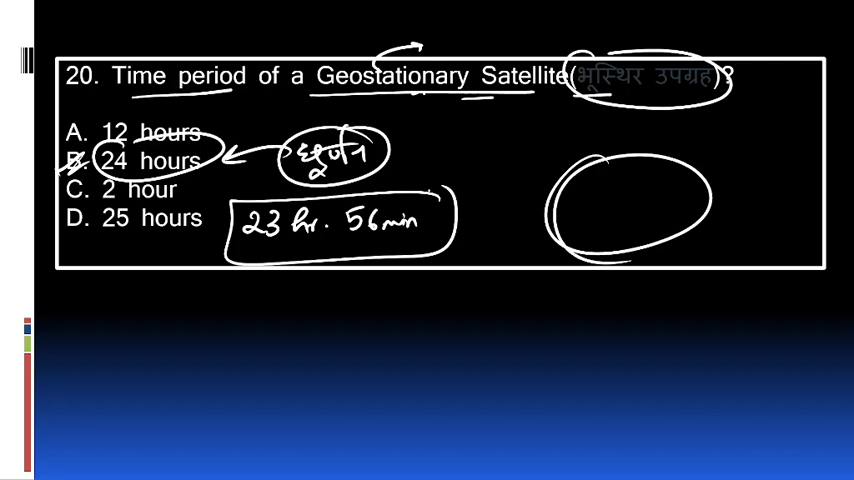 20. Time period of a Geostationary Satellite(भूस्थिर उपग्रह)?
A. 12 hours
B. 24 hours
घूर्णन
C. 2 hour
D. 25 hours
23 hr. 56 min